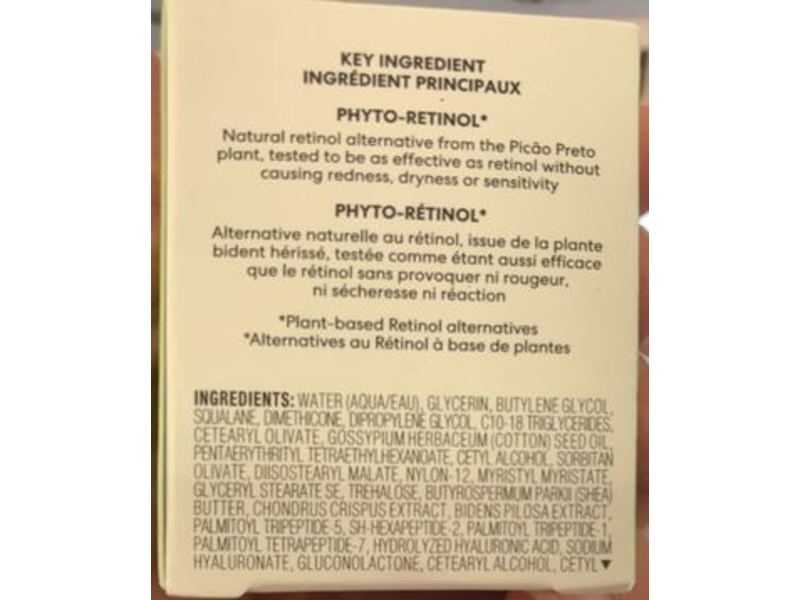 KEY INGREDIENT
INGRÉDIENT PRINCIPAUX
PHYTO-RETINOL*
Natural retinol alternative from the Picão Preto
plant, tested to be as effective as retinol without
causing redness, dryness or sensitivity
PHYTO-RÉTINOL*
Alternative naturelle au rétinol, issue de la plante
bident hérissé, testée comme étant aussi efficace
que le rétinol sans provoquer ni rougeur,
ni sécheresse ni réaction
*Plant-based Retinol alternatives
*Alternatives au Rétinol à base de plantes
INGREDIENTS: WATER (AQUA/EAU), GLYCERIN, BUTYLENE GLYCOL,
SQUALANE, DIMETHICONE, DIPROPYLENE GLYCOL, C10-18 TRIGLYCERIDES,
CETEARYL OLIVATE, GOSSYPIUM HERBACEUM (COTTON) SEED OIL,
PENTAERYTHRITYL TETRAETHYLHEXANOATE, CETYL ALCOHOL, SORBITAN
OLIVATE, DIISOSTEARYL MALATE, NYLON-12, MYRISTYL MYRISTATE,
GLYCERYL STEARATE SE, TREHALOSE, BUTYROSPERMUM PARKII (SHEA)
BUTTER, CHONDRUS CRISPUS EXTRACT, BIDENS PILOSA EXTRACT,
PALMITOYL TRIPEPTIDE-5, SH-HEXAPEPTIDE-2, PALMITOYL TRIPEPTIDE-1,
PALMITOYL TETRAPEPTIDE-7, HYDROLYZED HYALURONIC ACID, SODIUM
HYALURONATE, GLUCONOLACTONE, CETEARYL ALCOHOL, CETYL ▼